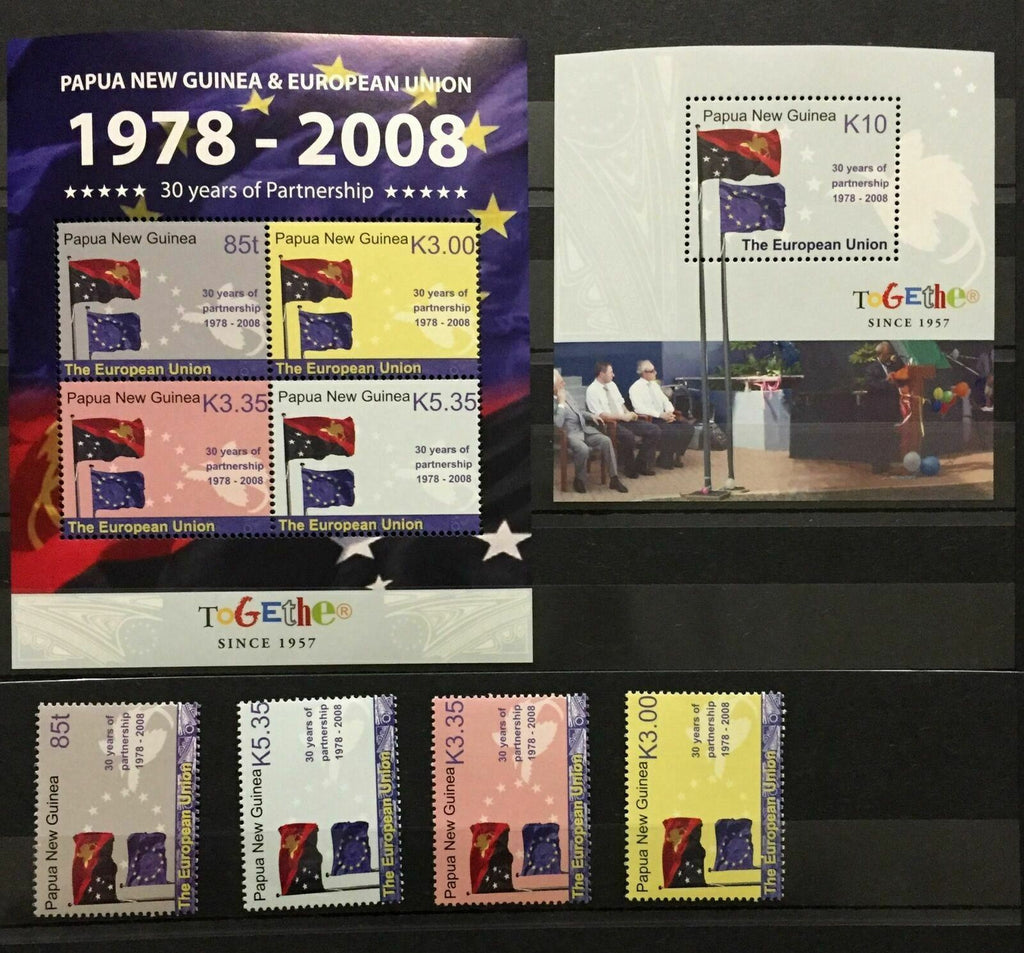 PAPUA NEW GUINEA & EUROPEAN UNION
1978 - 2008
30 years of Partnership
Papua New Guinea 85t
30 years of
partnership
1978 - 2008
The European Union
Papua New Guinea K3.00
30 years of
partnership
1978 - 2008
The European Union
Papua New Guinea K3.35
30 years of
partnership
1978 - 2008
The European Union
Papua New Guinea K5.35
30 years of
partnership
1978 - 2008
The European Union
ToGEthe®
SINCE 1957
Papua New Guinea K10
30 years of
partnership
1978 - 2008
The European Union
ToGEthe®
SINCE 1957
Papua New Guinea 85t
30 years of
partnership
1978 - 2008
The European Union
Papua New Guinea K5.35
30 years of
partnership
1978 - 2008
The European Union
Papua New Guinea K3.35
30 years of
partnership
1978 - 2008
The European Union
Papua New Guinea K3.00
30 years of
partnership
1978 - 2008
The European Union